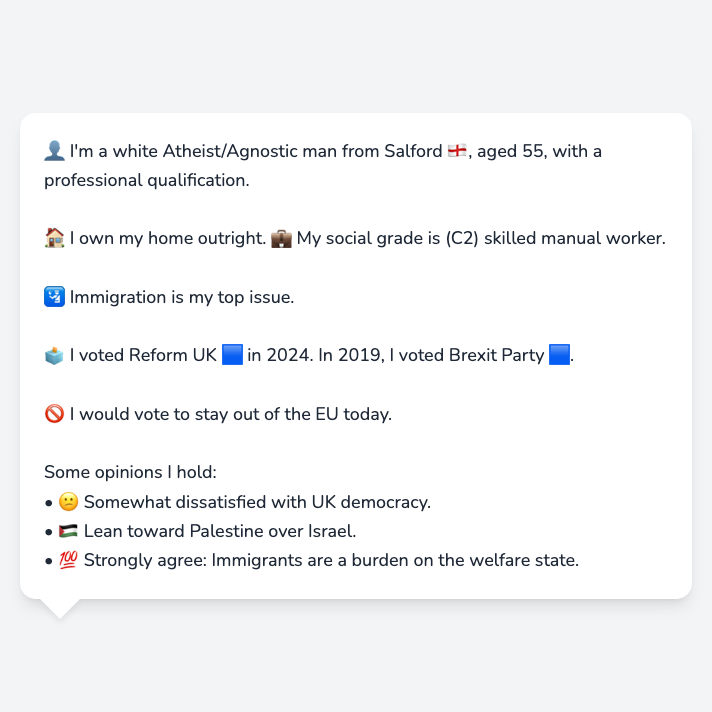 👤 I'm a white Atheist/Agnostic man from Salford 🏴󠁧󠁢󠁥󠁮󠁧󠁿, aged 55, with a
professional qualification.
🏠 I own my home outright. 💼 My social grade is (C2) skilled manual worker.
🛂 Immigration is my top issue.
🗳️ I voted Reform UK 🟦 in 2024. In 2019, I voted Brexit Party 🟦.
🚫 I would vote to stay out of the EU today.
Some opinions I hold:
• 🙁 Somewhat dissatisfied with UK democracy.
• 🇵🇸 Lean toward Palestine over Israel.
• 💯 Strongly agree: Immigrants are a burden on the welfare state.